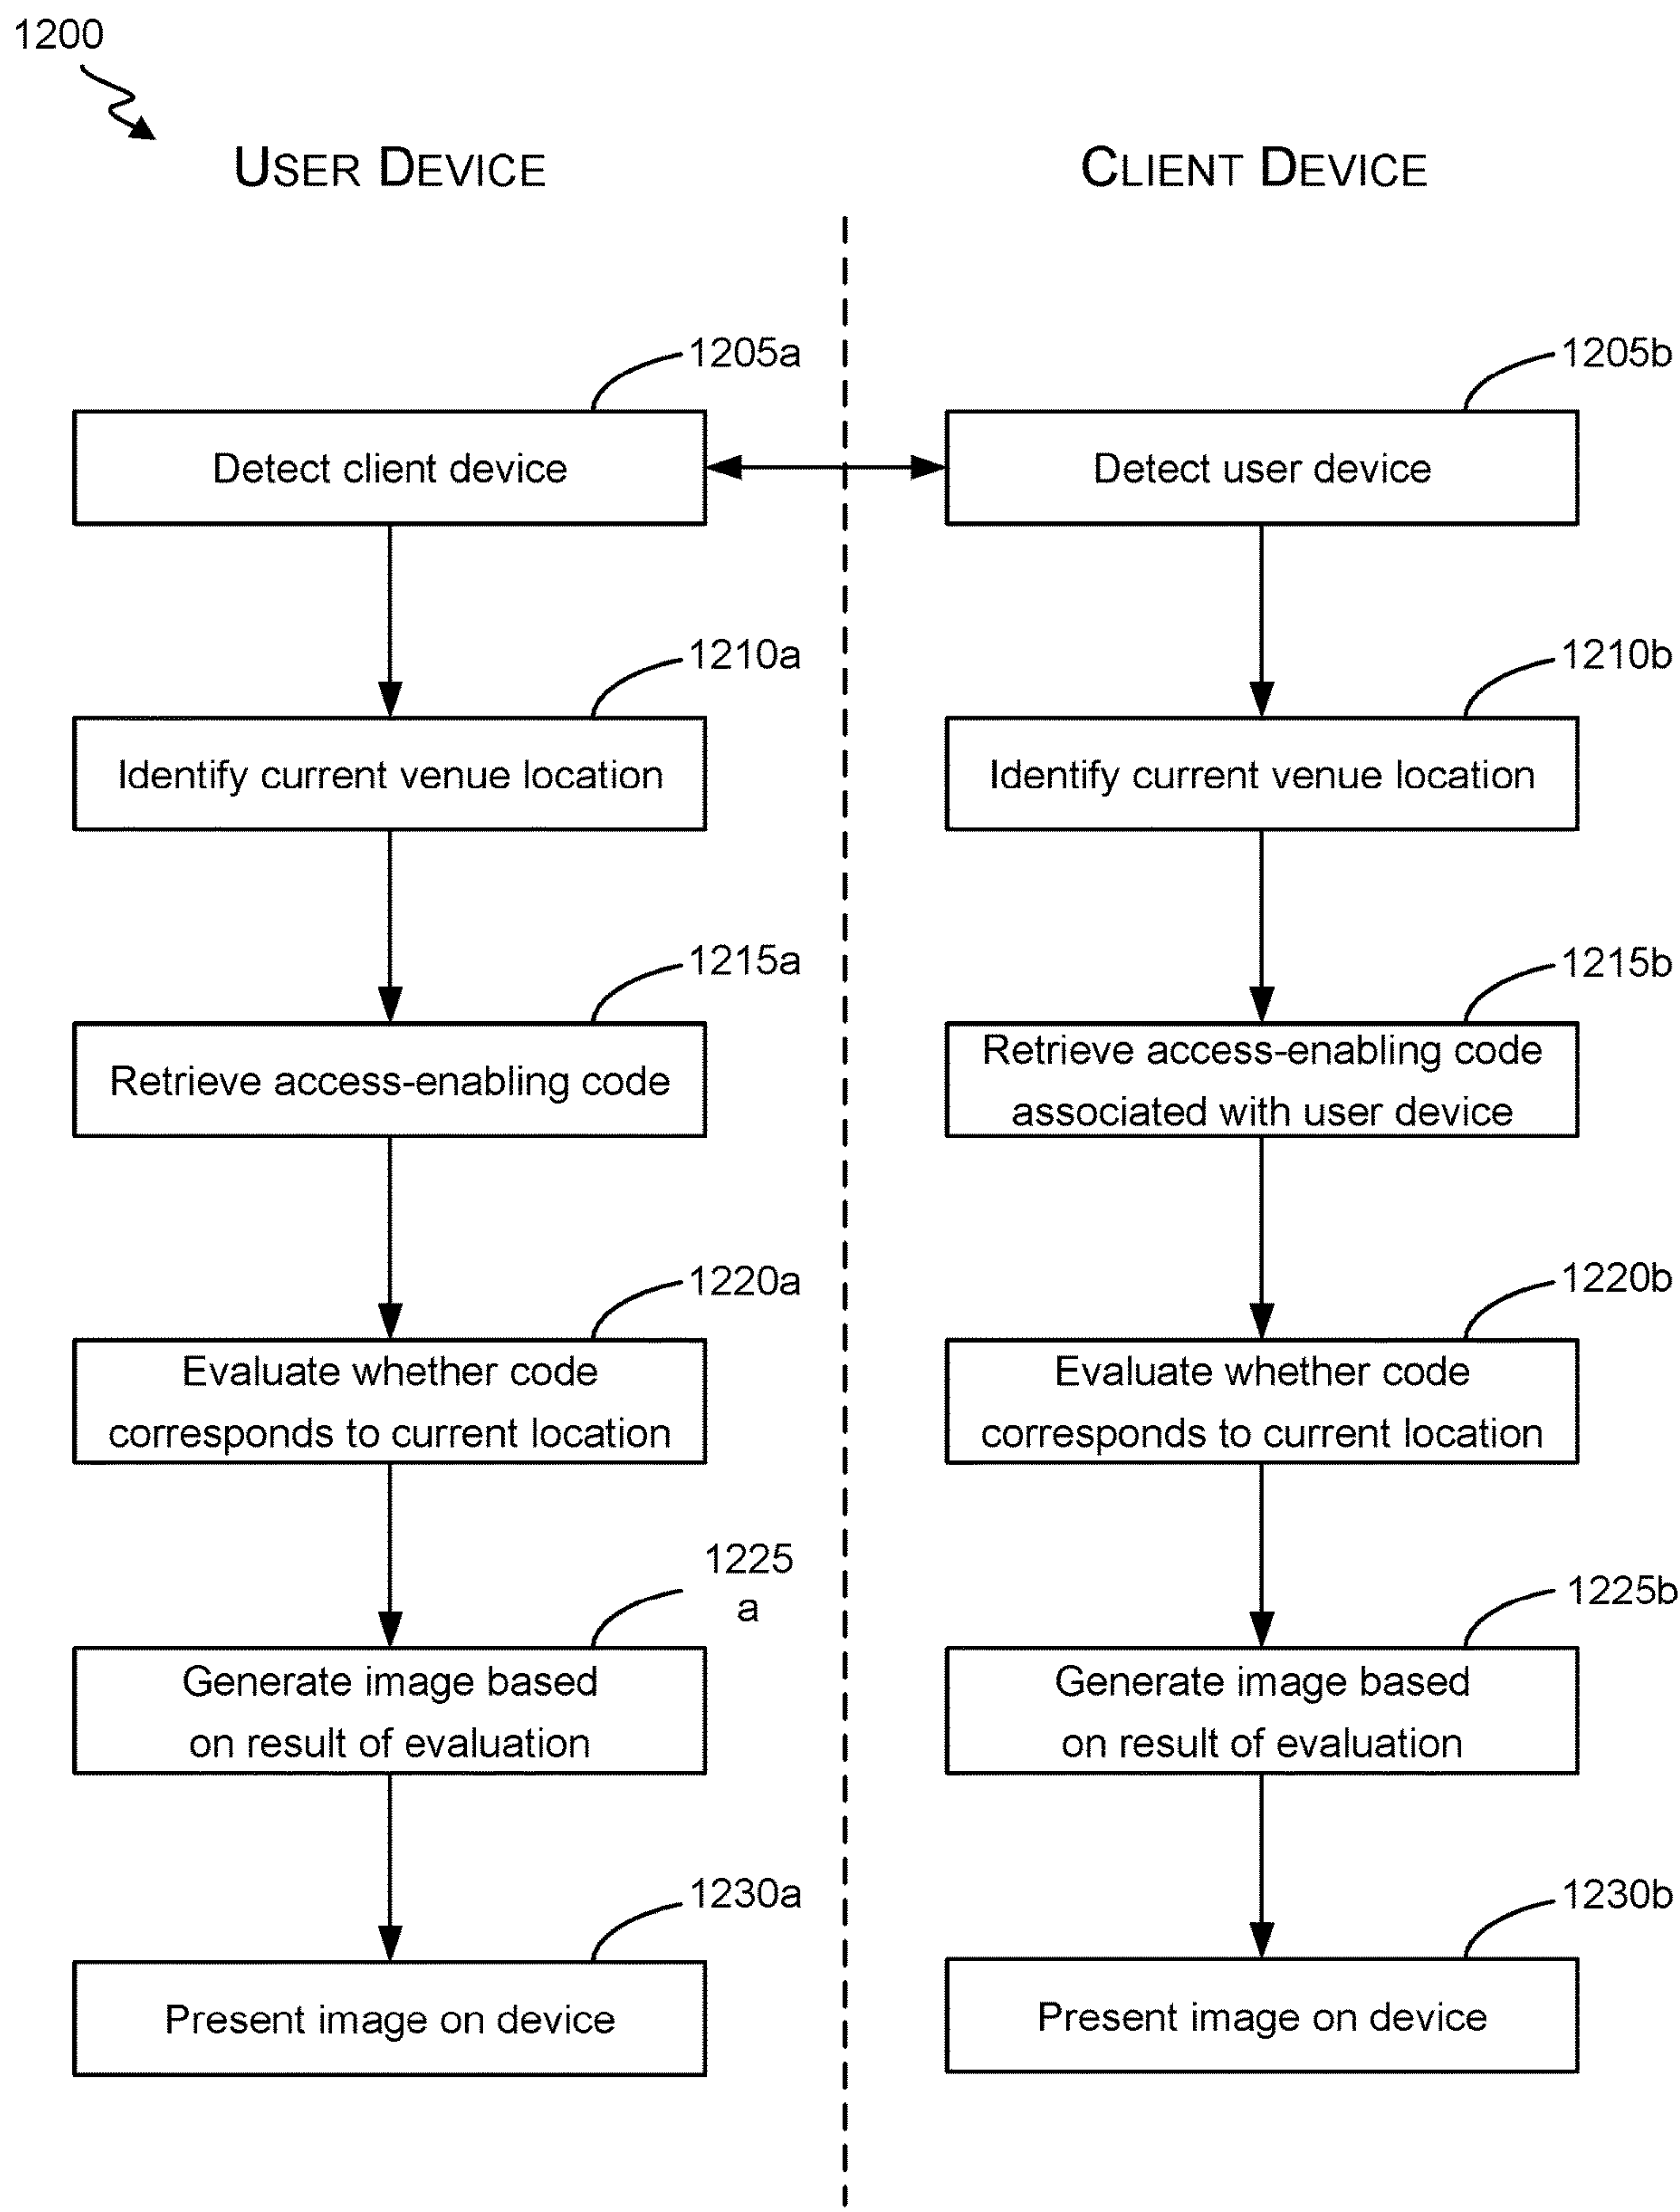 1200
USER DEVICE
CLIENT DEVICE
1205a
1205b
Detect client device
Detect user device
1210a
1210b
Identify current venue location
Identify current venue location
1215a
1215b
Retrieve access-enabling code
Retrieve access-enabling code
associated with user device
1220a
1220b
Evaluate whether code
corresponds to current location
Evaluate whether code
corresponds to current location
1225
a
1225b
Generate image based
on result of evaluation
Generate image based
on result of evaluation
1230a
1230b
Present image on device
Present image on device